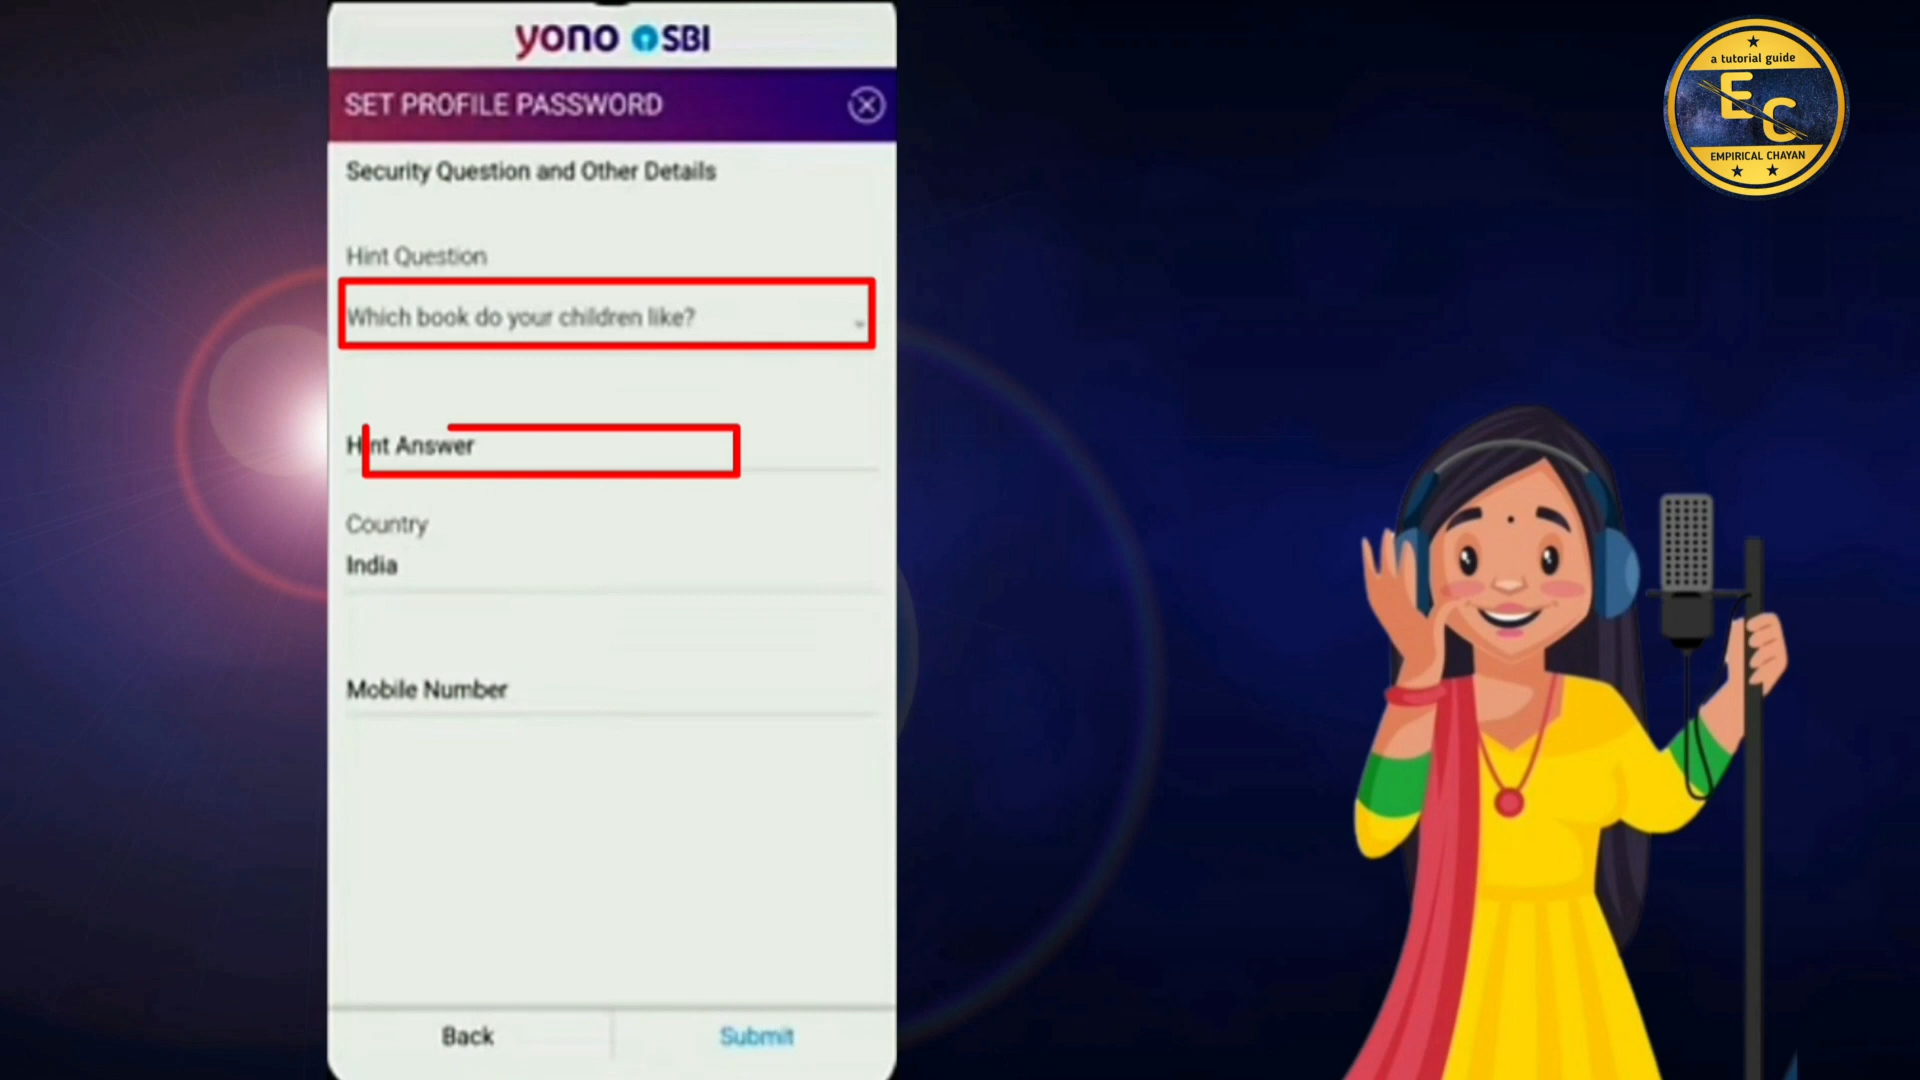 yono SBI
SET PROFILE PASSWORD
Security Question and Other Details
Hint Question
Which book do your children like?
Hint Answer
Country
India
Mobile Number
Back
Submit
a tutorial guide
EC
EMPIRICAL CHAYAN